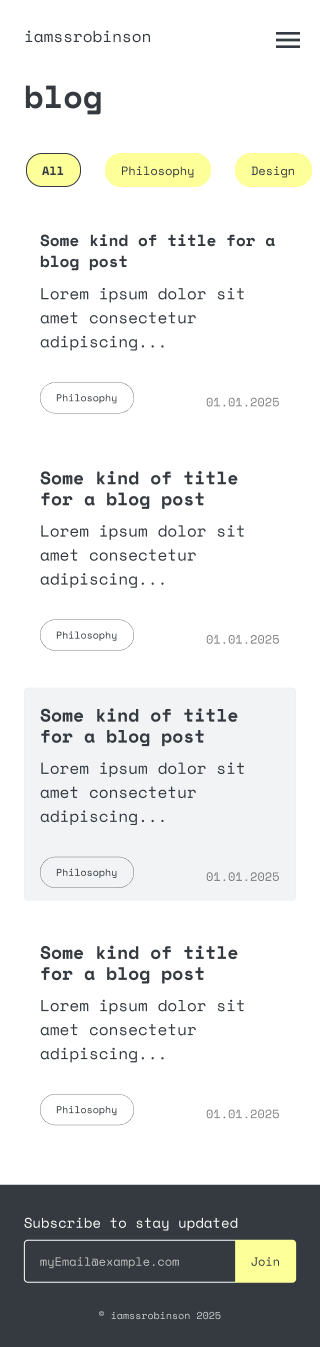 iamssrobinson
blog
All
Philosophy
Design
Some kind of title for a
blog post
Lorem ipsum dolor sit
amet consectetur
adipiscing...
Philosophy
01.01.2025
Some kind of title
for a blog post
Lorem ipsum dolor sit
amet consectetur
adipiscing...
Philosophy
01.01.2025
Some kind of title
for a blog post
Lorem ipsum dolor sit
amet consectetur
adipiscing...
Philosophy
01.01.2025
Some kind of title
for a blog post
Lorem ipsum dolor sit
amet consectetur
adipiscing...
Philosophy
01.01.2025
Subscribe to stay updated
myEmail@example.com
Join
© iamssrobinson 2025